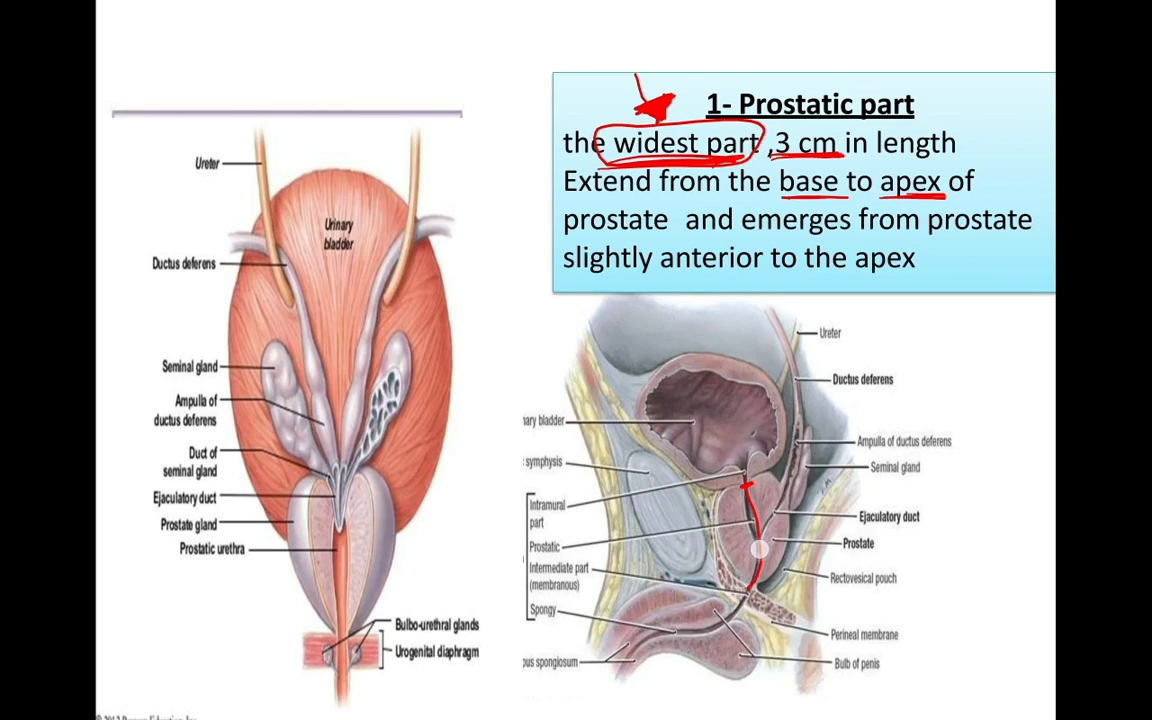 1- Prostatic part
the widest part ,3 cm in length
Extend from the base to apex of
prostate and emerges from prostate
slightly anterior to the apex
Ureter
Urinary
bladder
Ductus deferens
Seminal gland
Ampulla of
ductus deferens
Duct of
seminal gland
Ejaculatory duct
Prostate gland
Prostatic urethra
Bulbo-urethral glands
Urogenital diaphragm
Ureter
Ductus deferens
nary bladder
Ampulla of ductus deferens
symphysis
Seminal gland
Intramural
part
Ejaculatory duct
Prostatic
Prostate
Intermediate part
(membranous)
Rectovesical pouch
Spongy
Perineal membrane
pus spongiosum
Bulb of penis